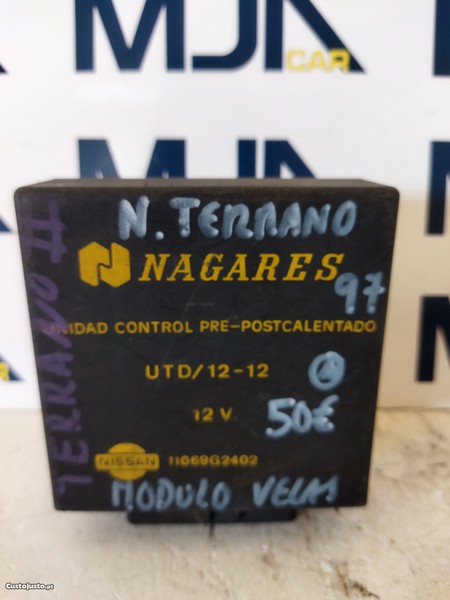 MJA
CAR
N. TERRANO
NAGARES
97
UNIDAD CONTROL PRE-POSTCALENTADO
UTD/12-12
A
12 V.
50€
NISSAN 11069G2402
MODULO VELAS
TERRANO II
CustoJusto.pt